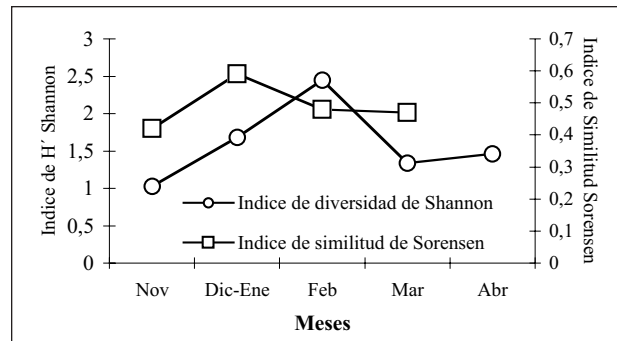 Indice de H´ Shannon
3
2,5
2
1,5
1
0,5
0
0,7
0,6
0,5
0,4
0,3
0,2
0,1
0
Indice de Similitud Sorensen
Indice de diversidad de Shannon
Indice de similitud de Sorensen
Nov Dic-Ene Feb Mar Abr
Meses